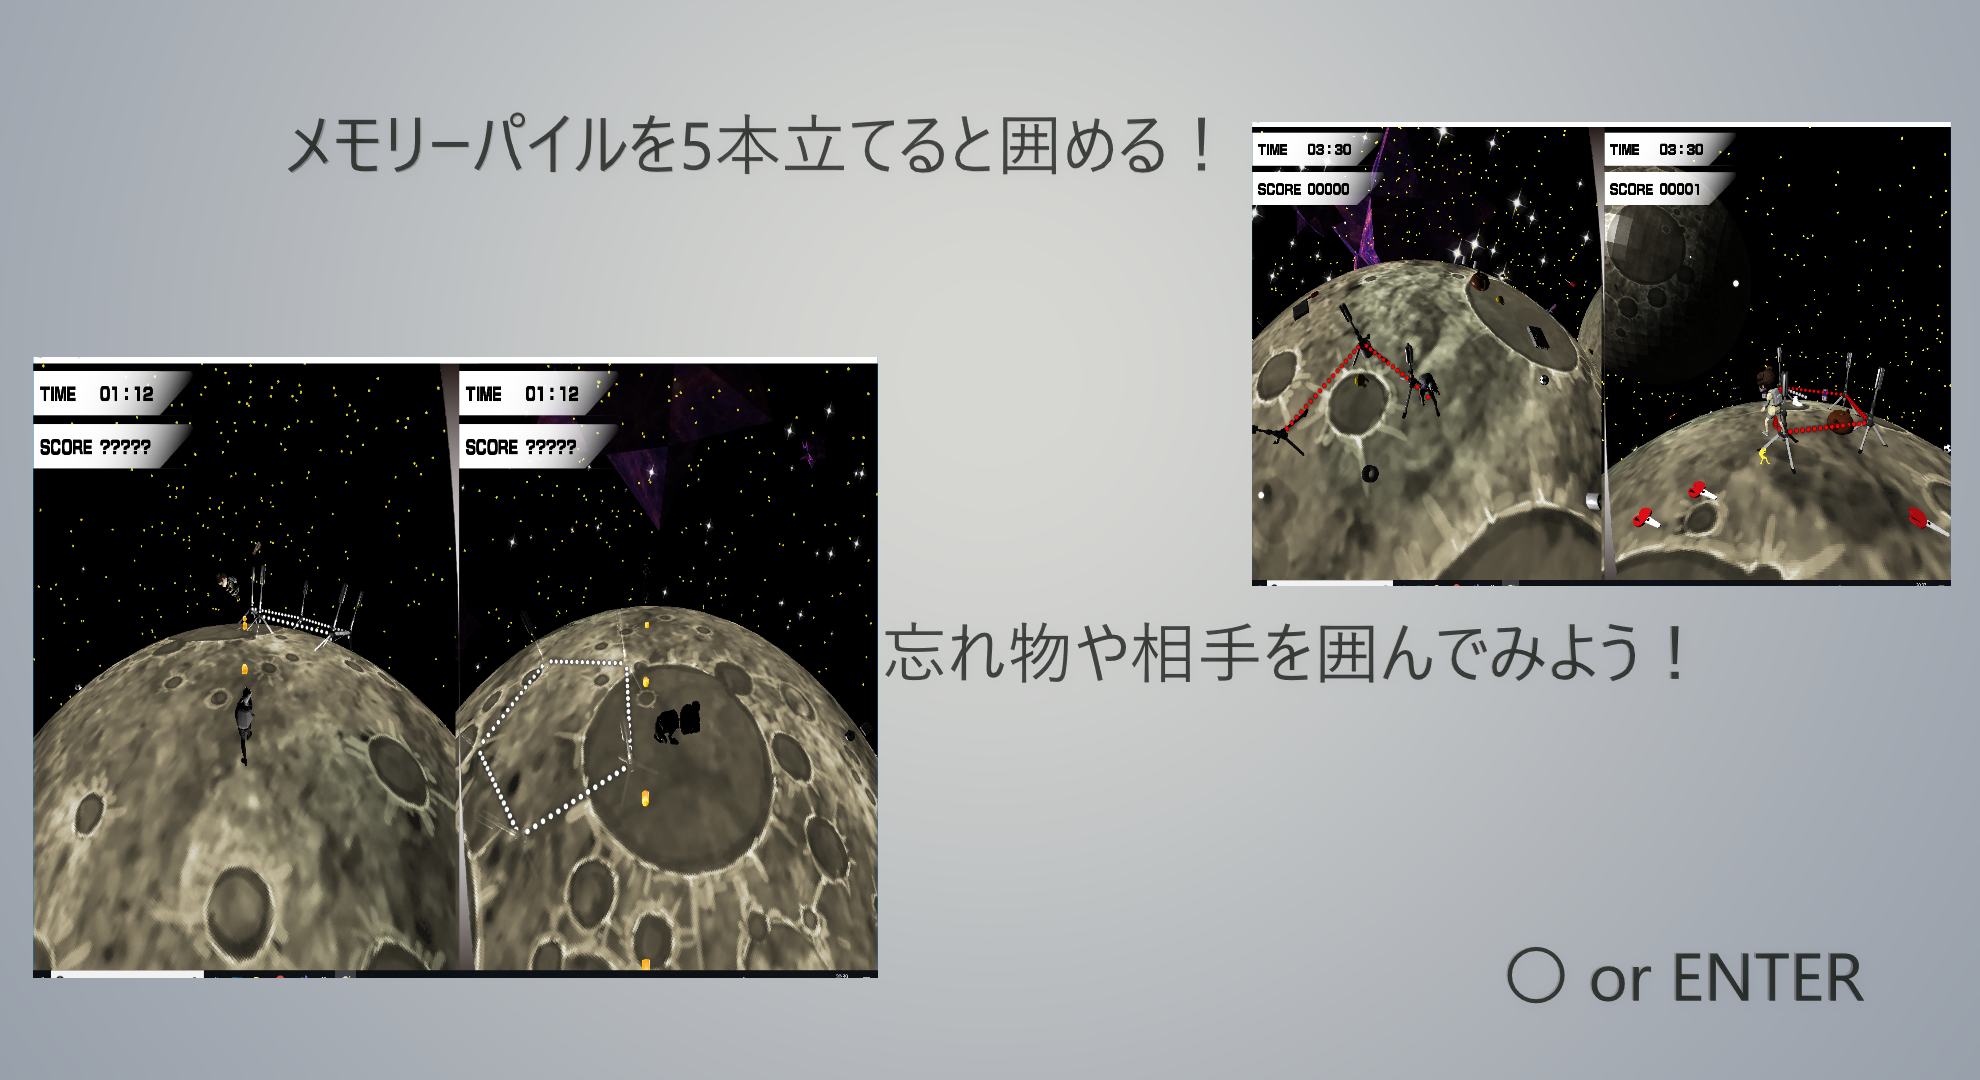 メモリーパイルを5本立てると囲める！
TIME 03:30
SCORE 00000
TIME 03:30
SCORE 00001
TIME 01:12
SCORE ?????
TIME 01:12
SCORE ?????
忘れ物や相手を囲んでみよう！
〇 or ENTER